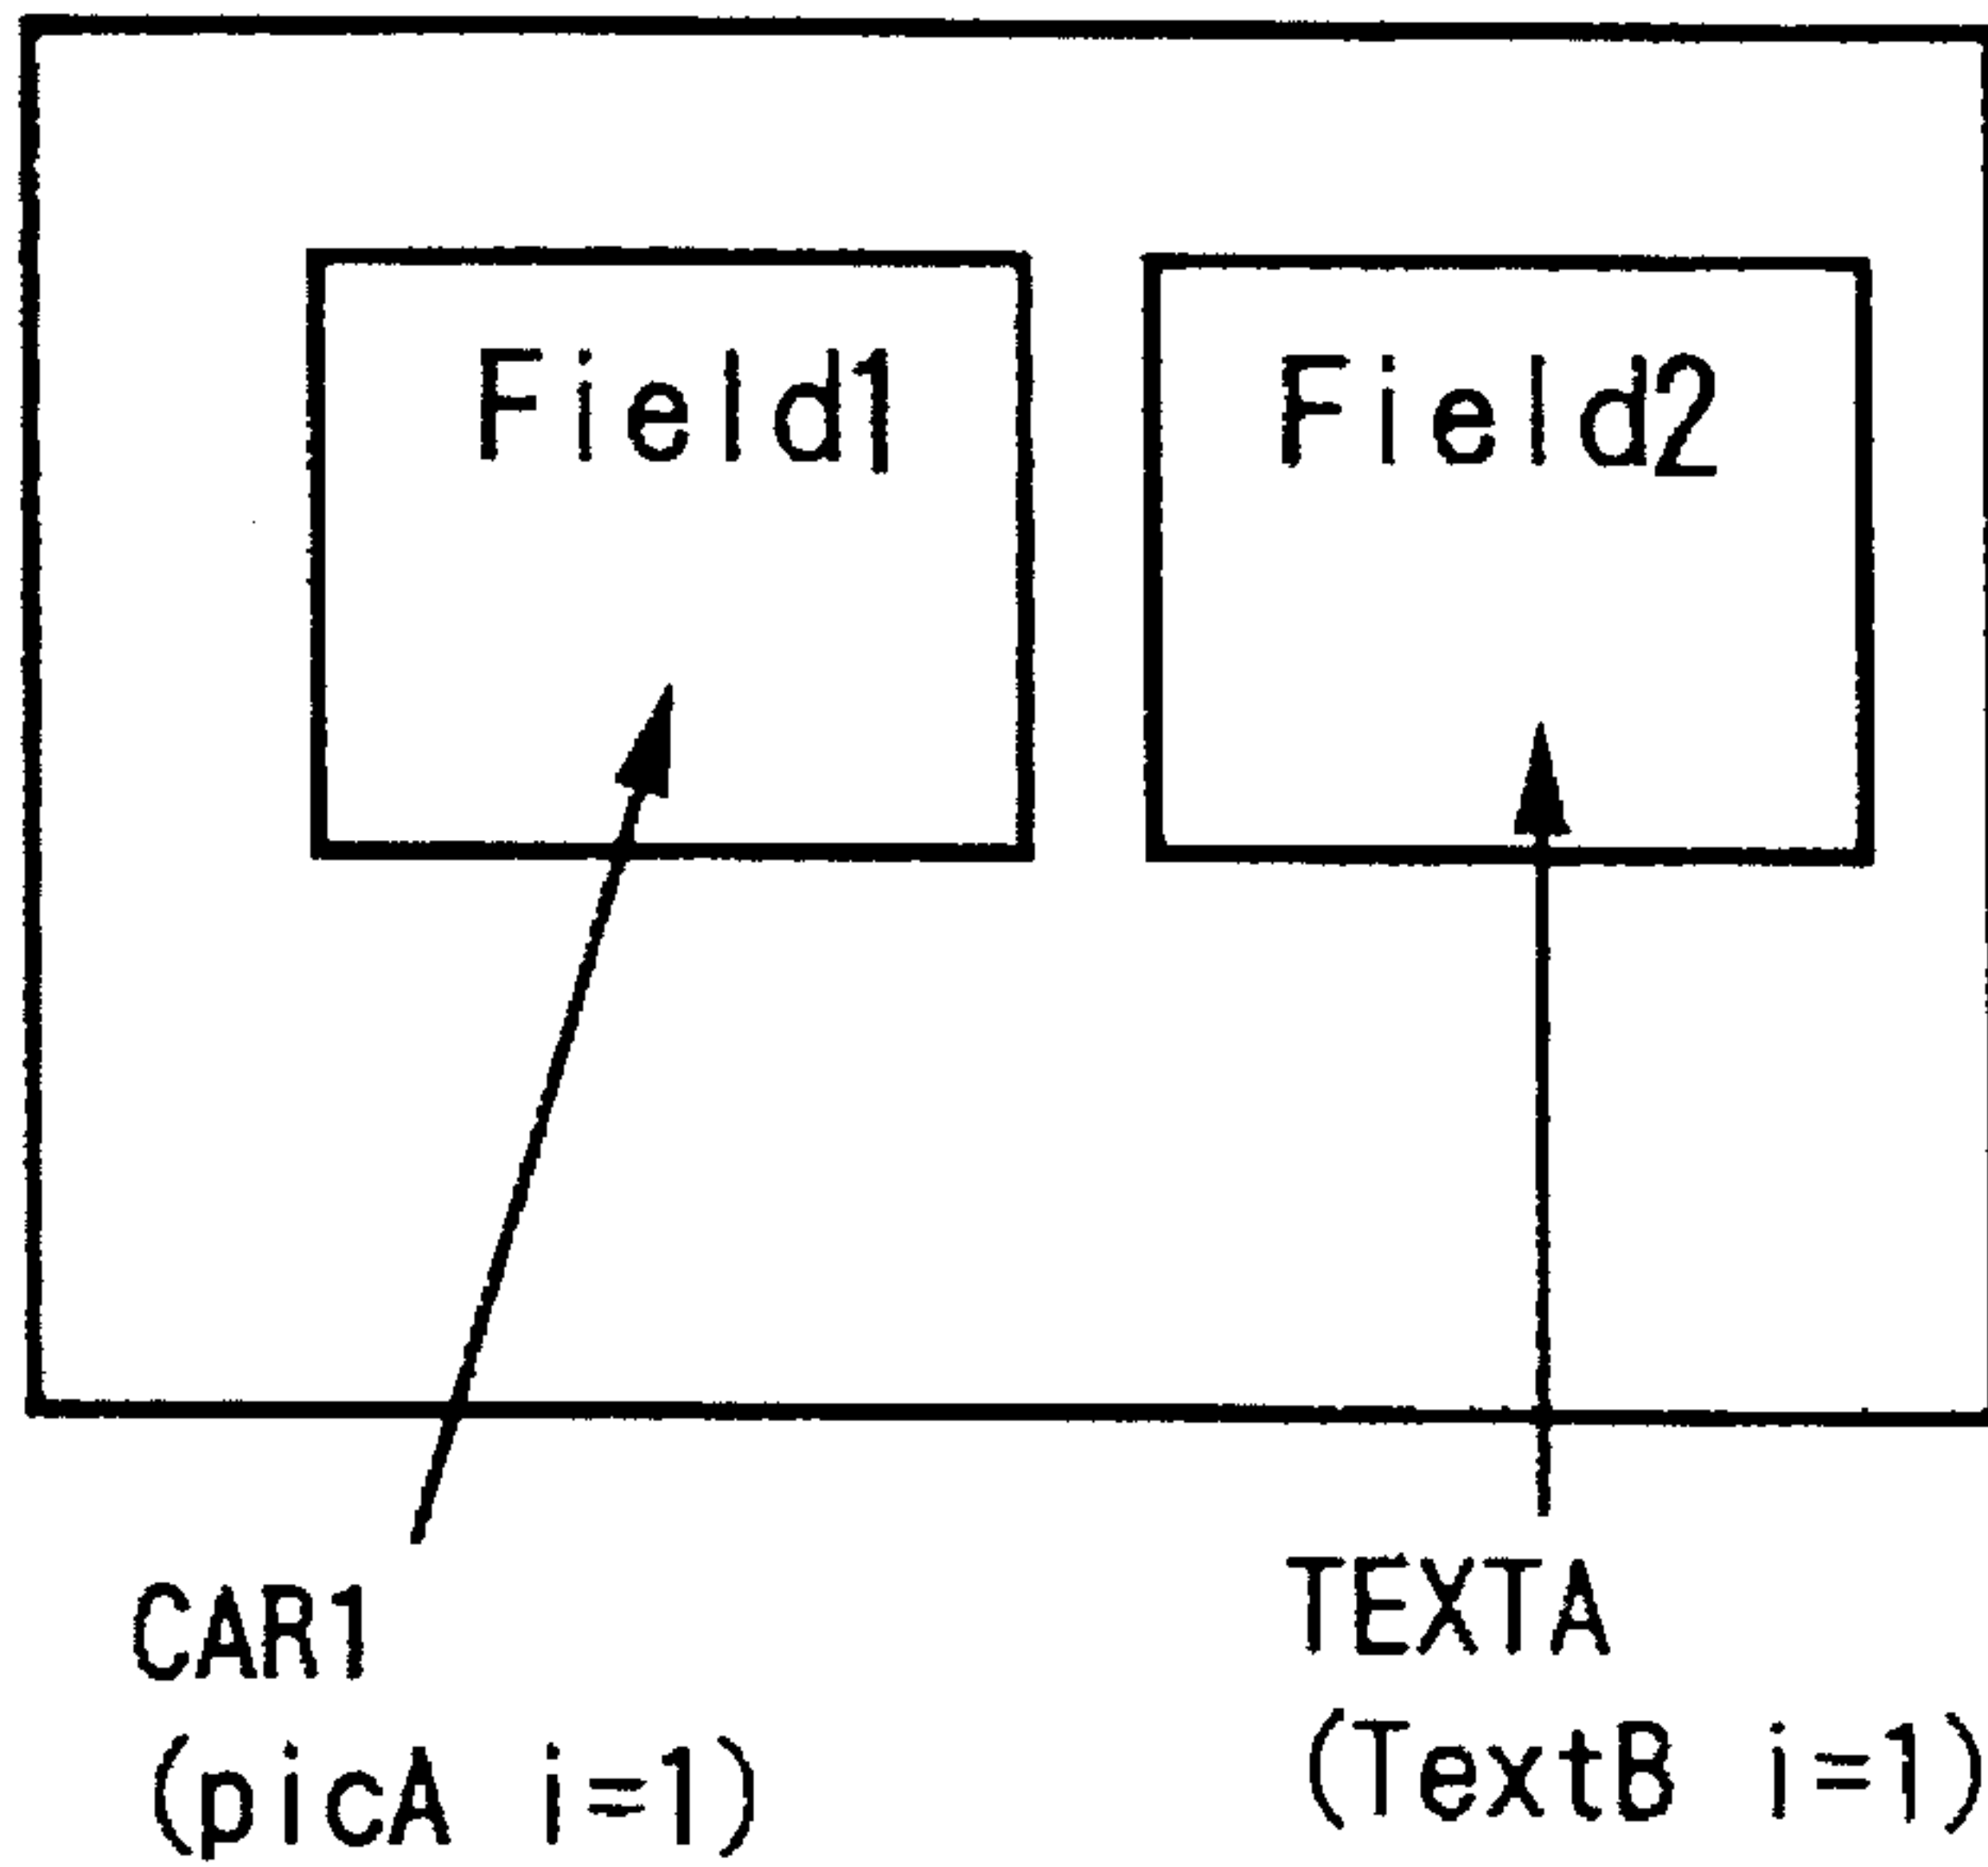 Field1
Field2
CAR1
(picA i=1)
TEXTA
(TextB i=1)